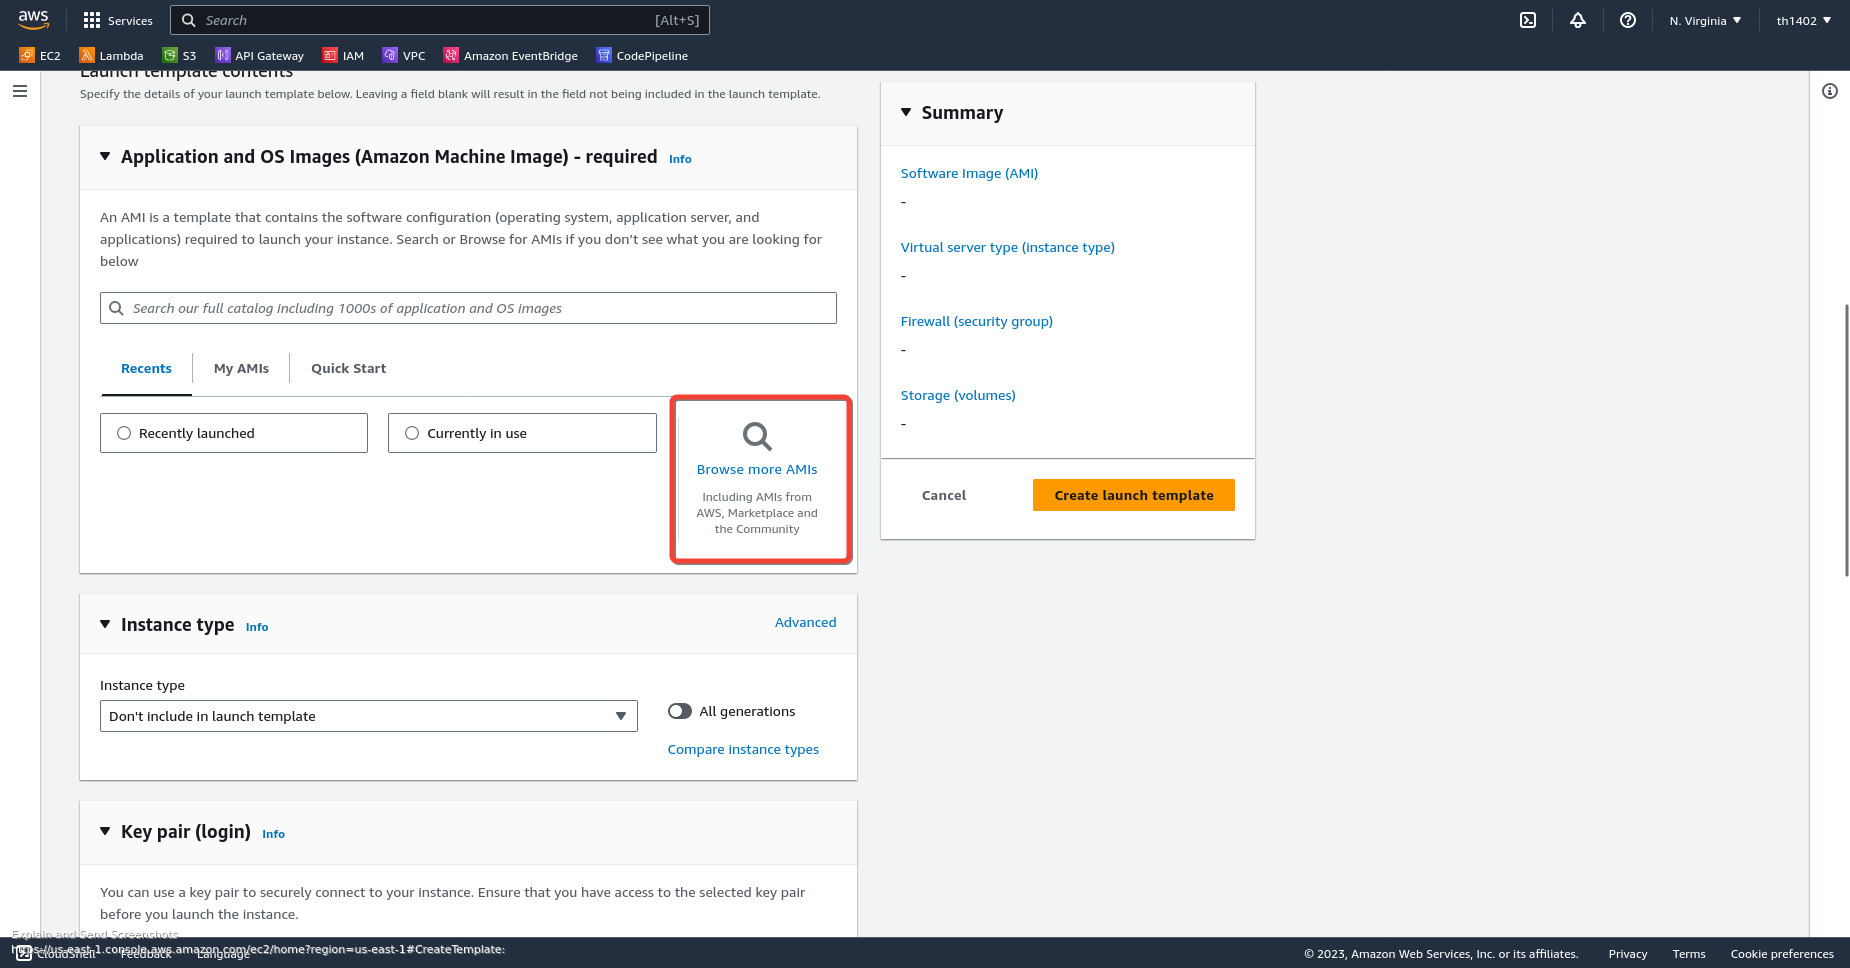 aws
Services
Search
[Alt+S]
N. Virginia
th1402
EC2
Lambda
S3
API Gateway
IAM
VPC
Amazon EventBridge
CodePipeline
Launch template contents
Specify the details of your launch template below. Leaving a field blank will result in the field not being included in the launch template.
Application and OS Images (Amazon Machine Image) - required
Info
An AMI is a template that contains the software configuration (operating system, application server, and
applications) required to launch your instance. Search or Browse for AMIs if you don’t see what you are looking for
below
Search our full catalog including 1000s of application and OS images
Recents
My AMIs
Quick Start
Recently launched
Currently in use
Browse more AMIs
Including AMIs from
AWS, Marketplace and
the Community
Instance type
Info
Advanced
Instance type
Don't include in launch template
All generations
Compare instance types
Key pair (login)
Info
You can use a key pair to securely connect to your instance. Ensure that you have access to the selected key pair
before you launch the instance.
Summary
Software Image (AMI)
-
Virtual server type (instance type)
-
Firewall (security group)
-
Storage (volumes)
-
Cancel
Create launch template
Explain and Send Screenshots
https://us-east-1.console.aws.amazon.com/ec2/home?region=us-east-1#CreateTemplate:
CloudShell
Feedback
Language
© 2023, Amazon Web Services, Inc. or its affiliates.
Privacy
Terms
Cookie preferences